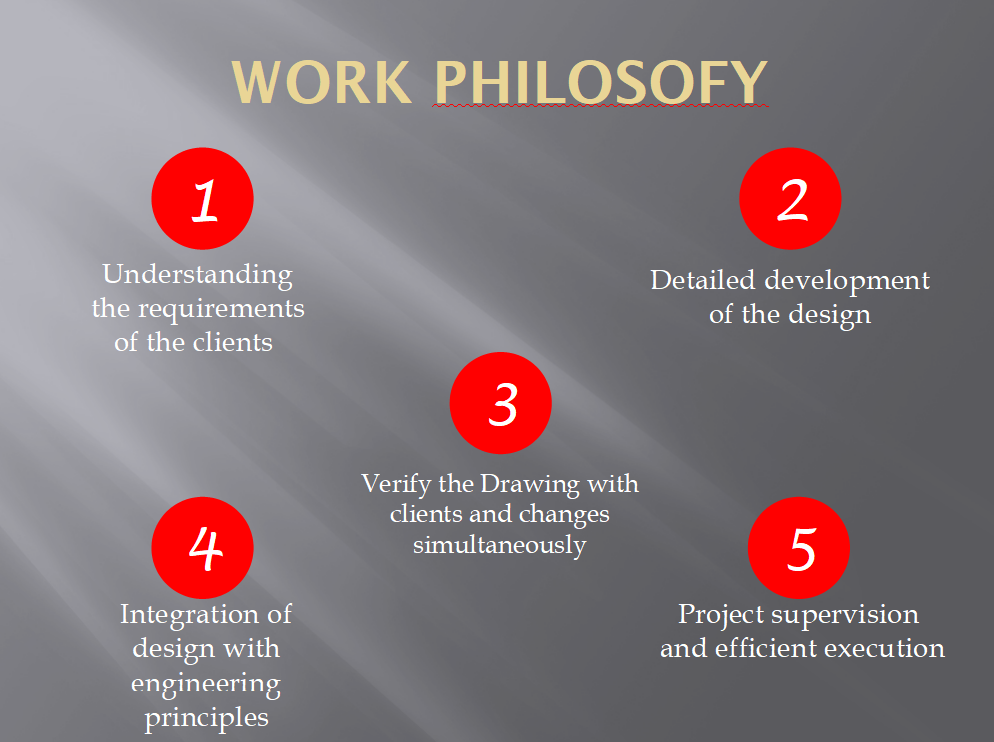 WORK PHILOSOFY
1
Understanding
the requirements
of the clients
2
Detailed development
of the design
3
Verify the Drawing with
clients and changes
simultaneously
4
Integration of
design with
engineering
principles
5
Project supervision
and efficient execution